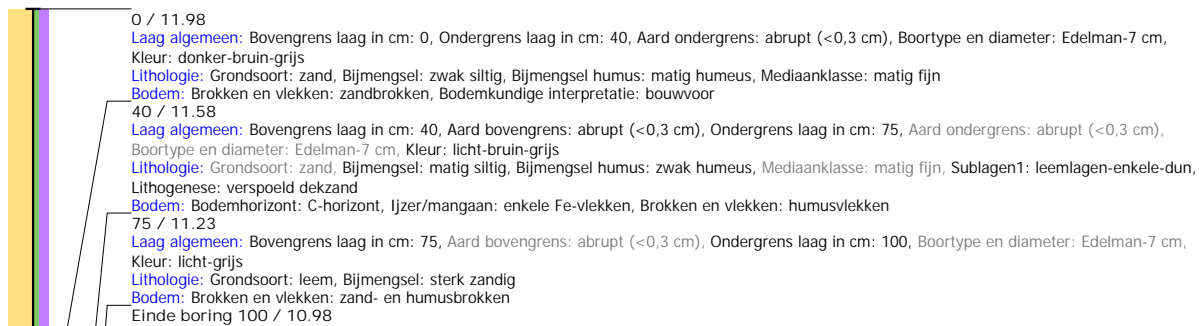 0 / 11.98
Laag algemeen: Bovengrens laag in cm: 0, Ondergrens laag in cm: 40, Aard ondergrens: abrupt (<0,3 cm), Boortype en diameter: Edelman-7 cm,
Kleur: donker-bruin-grijs
Lithologie: Grondsoort: zand, Bijmengsel: zwak siltig, Bijmengsel humus: matig humeus, Mediaanklasse: matig fijn
Bodem: Brokken en vlekken: zandbrokken, Bodemkundige interpretatie: bouwvoor
40 / 11.58
Laag algemeen: Bovengrens laag in cm: 40, Aard bovengrens: abrupt (<0,3 cm), Ondergrens laag in cm: 75, Aard ondergrens: abrupt (<0,3 cm),
Boortype en diameter: Edelman-7 cm, Kleur: licht-bruin-grijs
Lithologie: Grondsoort: zand, Bijmengsel: matig siltig, Bijmengsel humus: zwak humeus, Mediaanklasse: matig fijn, Sublagen1: leemlagen-enkele-dun,
Lithogenese: verspoeld dekzand
Bodem: Bodemhorizont: C-horizont, Ijzer/mangaan: enkele Fe-vlekken, Brokken en vlekken: humusvlekken
75 / 11.23
Laag algemeen: Bovengrens laag in cm: 75, Aard bovengrens: abrupt (<0,3 cm), Ondergrens laag in cm: 100, Boortype en diameter: Edelman-7 cm,
Kleur: licht-grijs
Lithologie: Grondsoort: leem, Bijmengsel: sterk zandig
Bodem: Brokken en vlekken: zand- en humusbrokken
Einde boring 100 / 10.98